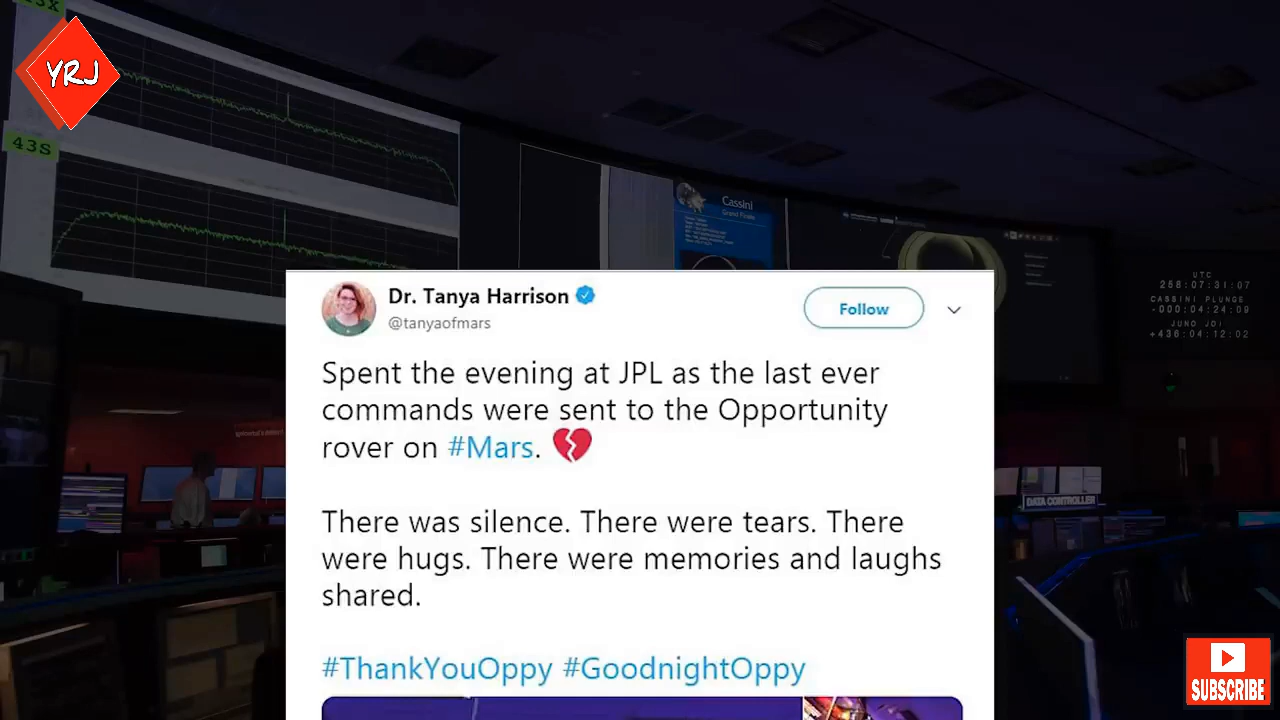 YRJ
43S
Cassini
Grand Finale
UTC
268:07:31:07
CASSINI PLUNGE
-000:04:24:09
JUNO JOI
+436:04:12:02
DATA CONTROLLER
Dr. Tanya Harrison
@tanyaofmars
Follow
Spent the evening at JPL as the last ever
commands were sent to the Opportunity
rover on #Mars. 💔
There was silence. There were tears. There
were hugs. There were memories and laughs
shared.
#ThankYouOppy #GoodnightOppy
SUBSCRIBE